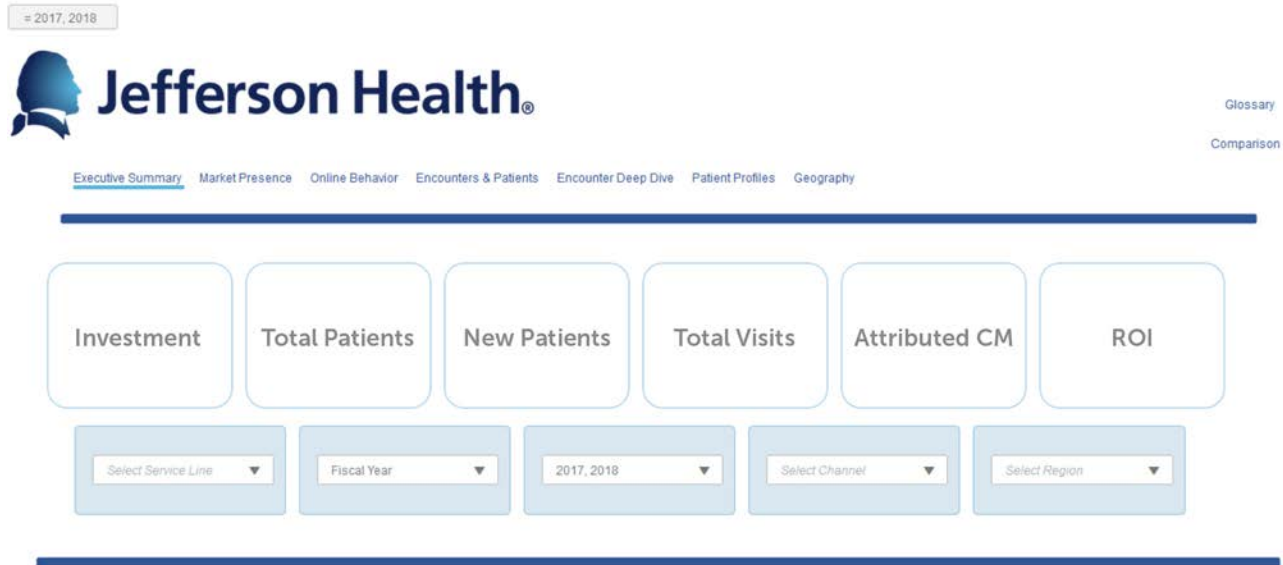 = 2017, 2018
Jefferson Health®
Glossary
Comparison
Executive Summary Market Presence Online Behavior Encounters & Patients Encounter Deep Dive Patient Profiles Geography
Investment Total Patients New Patients Total Visits Attributed CM ROI
Select Service Line Fiscal Year 2017, 2018 Select Channel Select Region